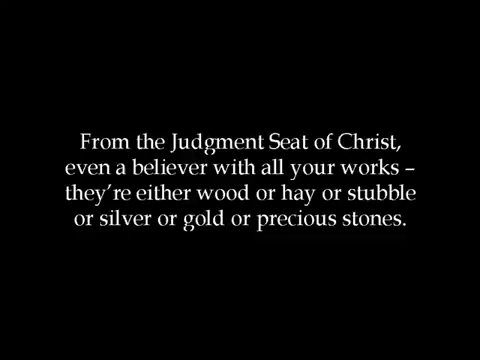 From the Judgment Seat of Christ,
even a believer with all your works –
they’re either wood or hay or stubble
or silver or gold or precious stones.